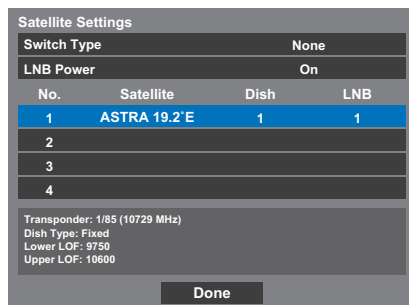 Satellite Settings
Switch Type None
LNB Power On
No. Satellite Dish LNB
1 ASTRA 19.2°E 1 1
2
3
4
Transponder: 1/85 (10729 MHz)
Dish Type: Fixed
Lower LOF: 9750
Upper LOF: 10600
Done